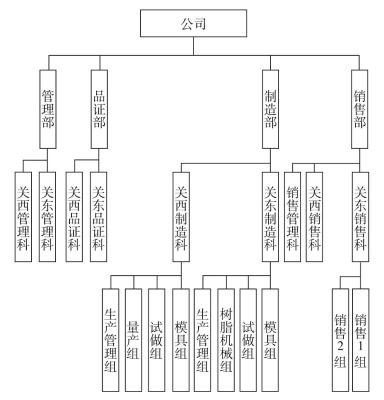 公司
管理部
品证部
制造部
销售部
关西管理科
关东管理科
关西品证科
关东品证科
关西制造科
关东制造科
销售管理科
关西销售科
关东销售科
生产管理组
量产组
试做组
模具组
生产管理组
树脂机械组
试做组
模具组
销售2组
销售1组